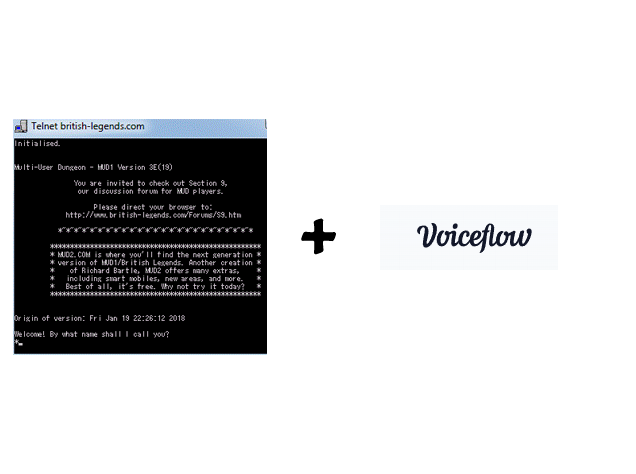 Telnet british-legends.com
Initialised.
Multi-User Dungeon - MUD1 Version 3E(19)
You are invited to check out Section 9,
our discussion forum for MUD players.
Please direct your browser to:
http://www.british-legends.com/Forums/S9.htm
*~*~*~*~*~*~*~*~*~*~*~*~*~*~*~*~*~*~*~*~*
*******************************************
* MUD2.COM is where you'll find the next generation *
* version of MUD1/British Legends. Another creation *
* of Richard Bartle, MUD2 offers many extras, *
* including smart mobiles, new areas, and more. *
* Best of all, it's free. Why not try it today? *
*******************************************
Origin of version: Fri Jan 19 22:26:12 2018
Welcome! By what name shall I call you?
*
+
Voiceflow